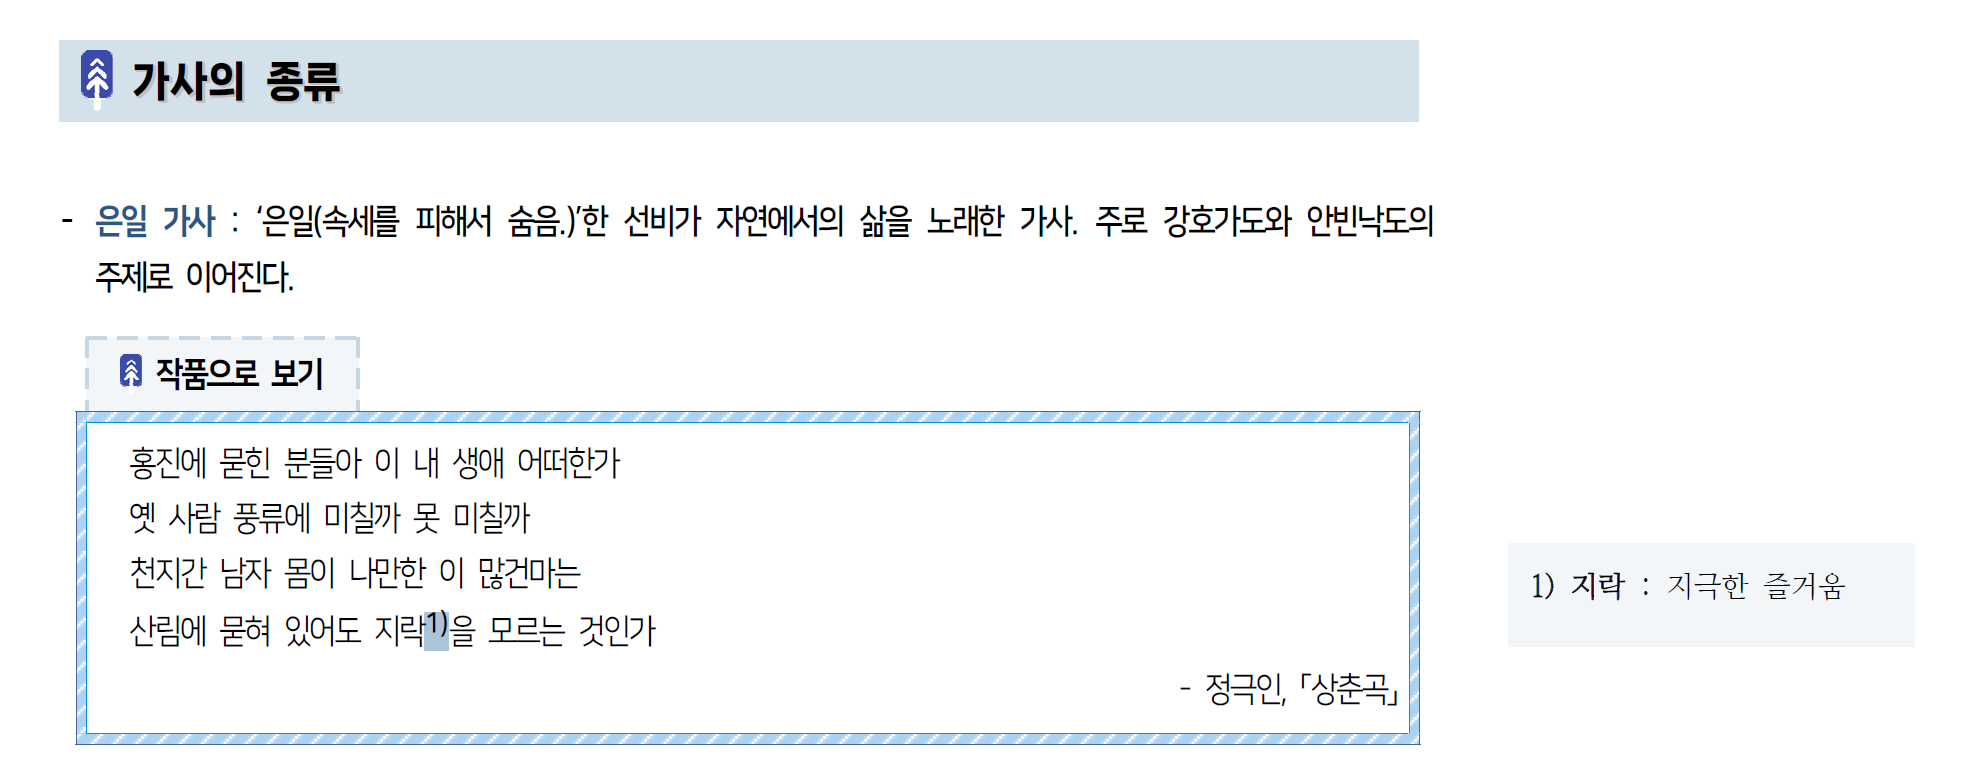 가사의 종류
- 은일 가사 : ‘은일(속세를 피해서 숨음.)’한 선비가 자연에서의 삶을 노래한 가사. 주로 강호가도와 안빈낙도의
주제로 이어진다.
작품으로 보기
홍진에 묻힌 분들아 이 내 생애 어떠한가
옛 사람 풍류에 미칠까 못 미칠까
천지간 남자 몸이 나만한 이 많건마는
산림에 묻혀 있어도 지락1)을 모르는 것인가
- 정극인, 「상춘곡」
1) 지락 : 지극한 즐거움